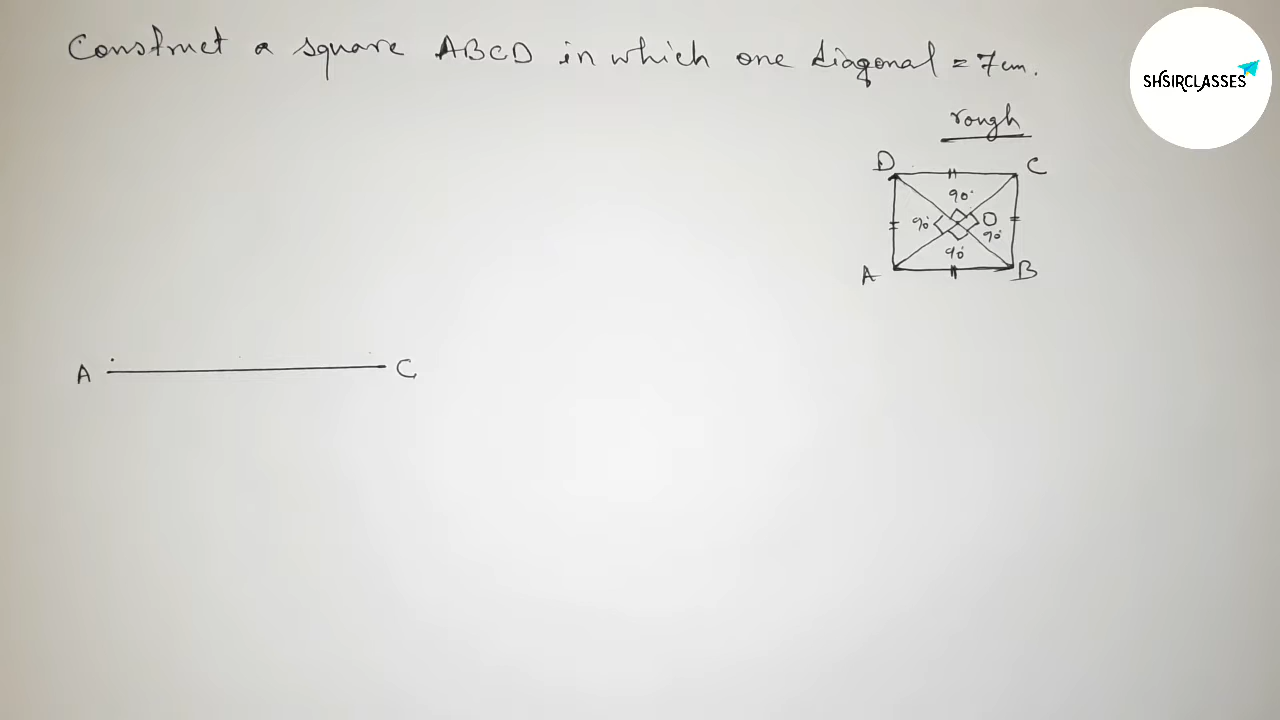 Construct a square ABCD in which one diagonal = 7cm.
SHSIRCLASSES
rough
D C
90°
90° O
90°
90°
A B
A C